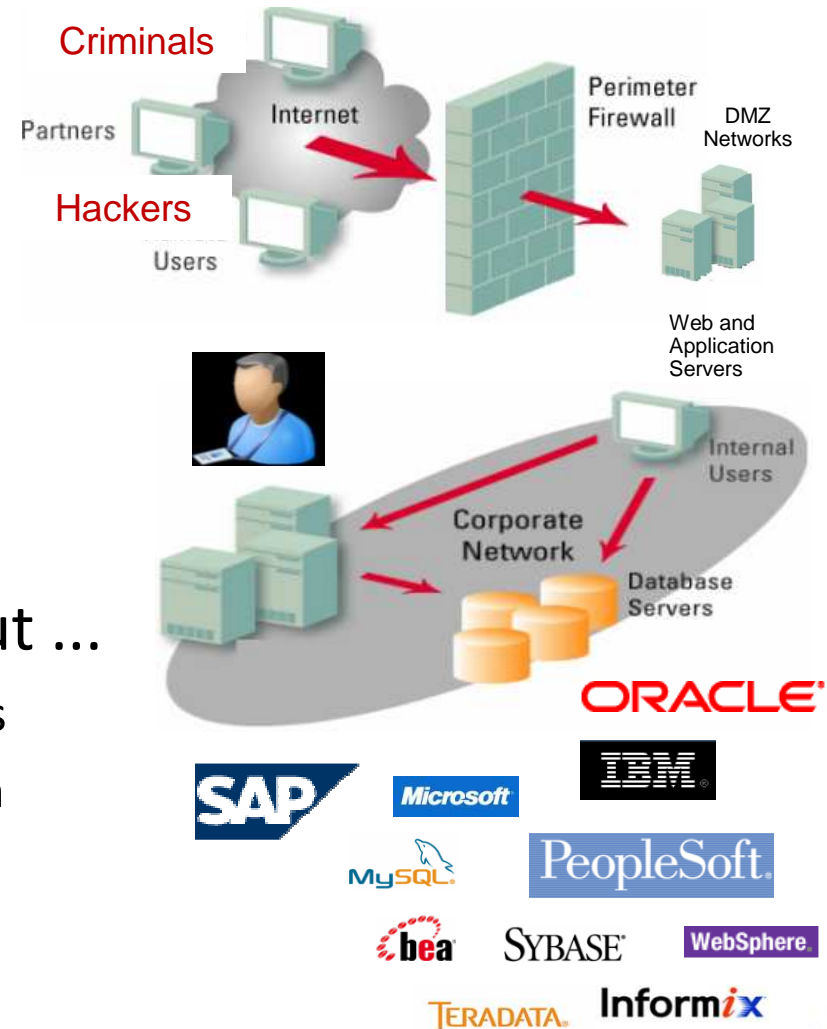 Criminals
Partners
Internet
Hackers
Users
Perimeter
Firewall
DMZ
Networks
Web and
Application
Servers
Internal
Users
Corporate
Network
Database
Servers
ut ...
s
ORACLE
IBM
SAP
Microsoft
MySQL
PeopleSoft.
bea
SYBASE
WebSphere.
TERADATA.
Informix